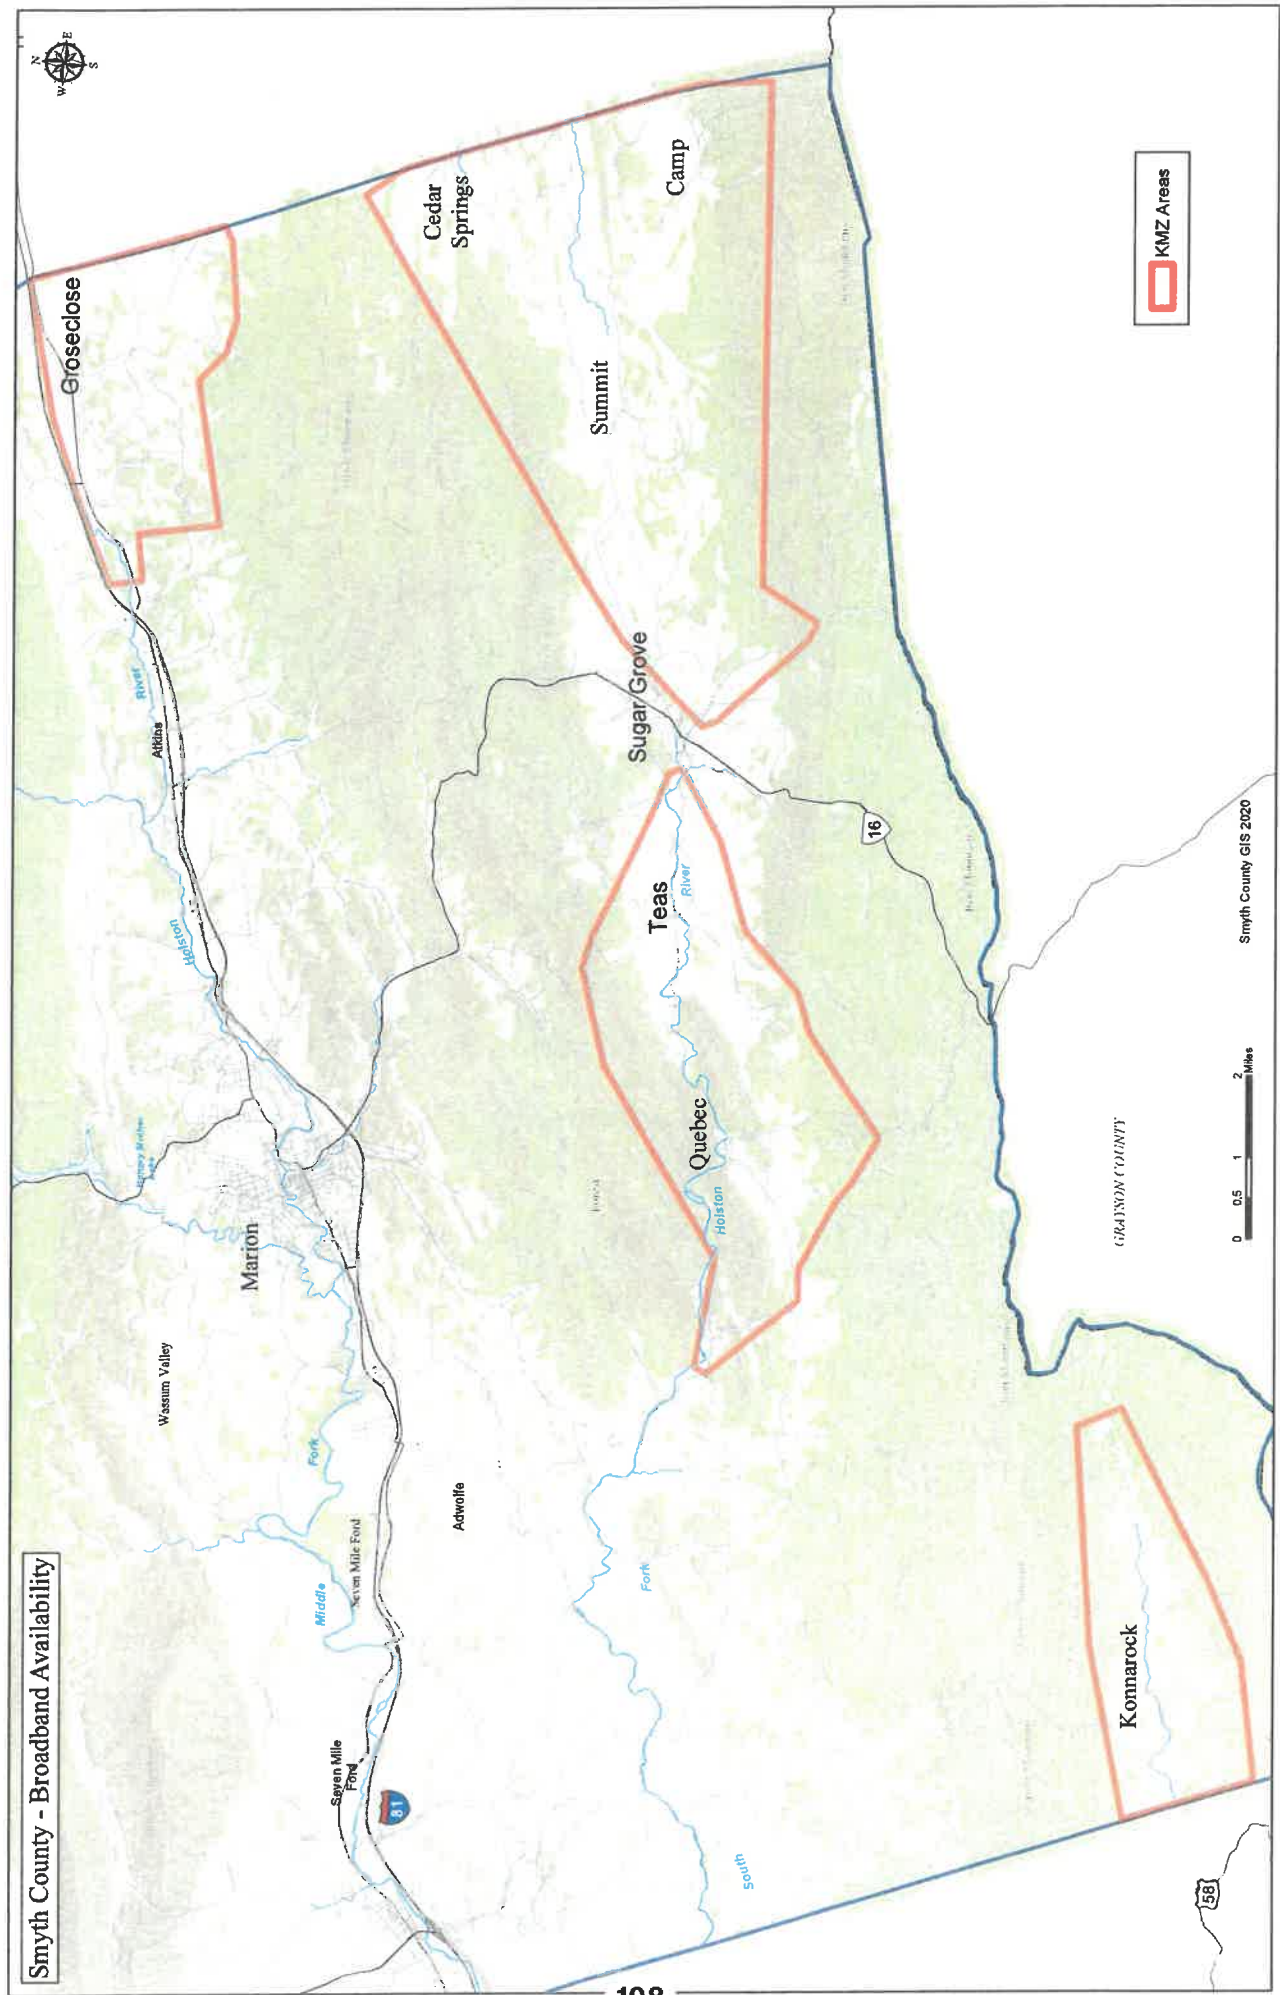 Smyth County - Broadband Availability
N
E
S
W
Groseclose
Cedar
Springs
Camp
Summit
Sugar Grove
River
Atkins
Holston
Teas
River
16
Quebec
Holston
Marion
Wassum Valley
Fork
Middle
Seven Mile Ford
Adwolfe
Fork
Seven Mile
Ford
81
South
Konnarock
58
GRAYSON COUNTY
KMZ Areas
0 0.5 1 2
Miles
Smyth County GIS 2020
108